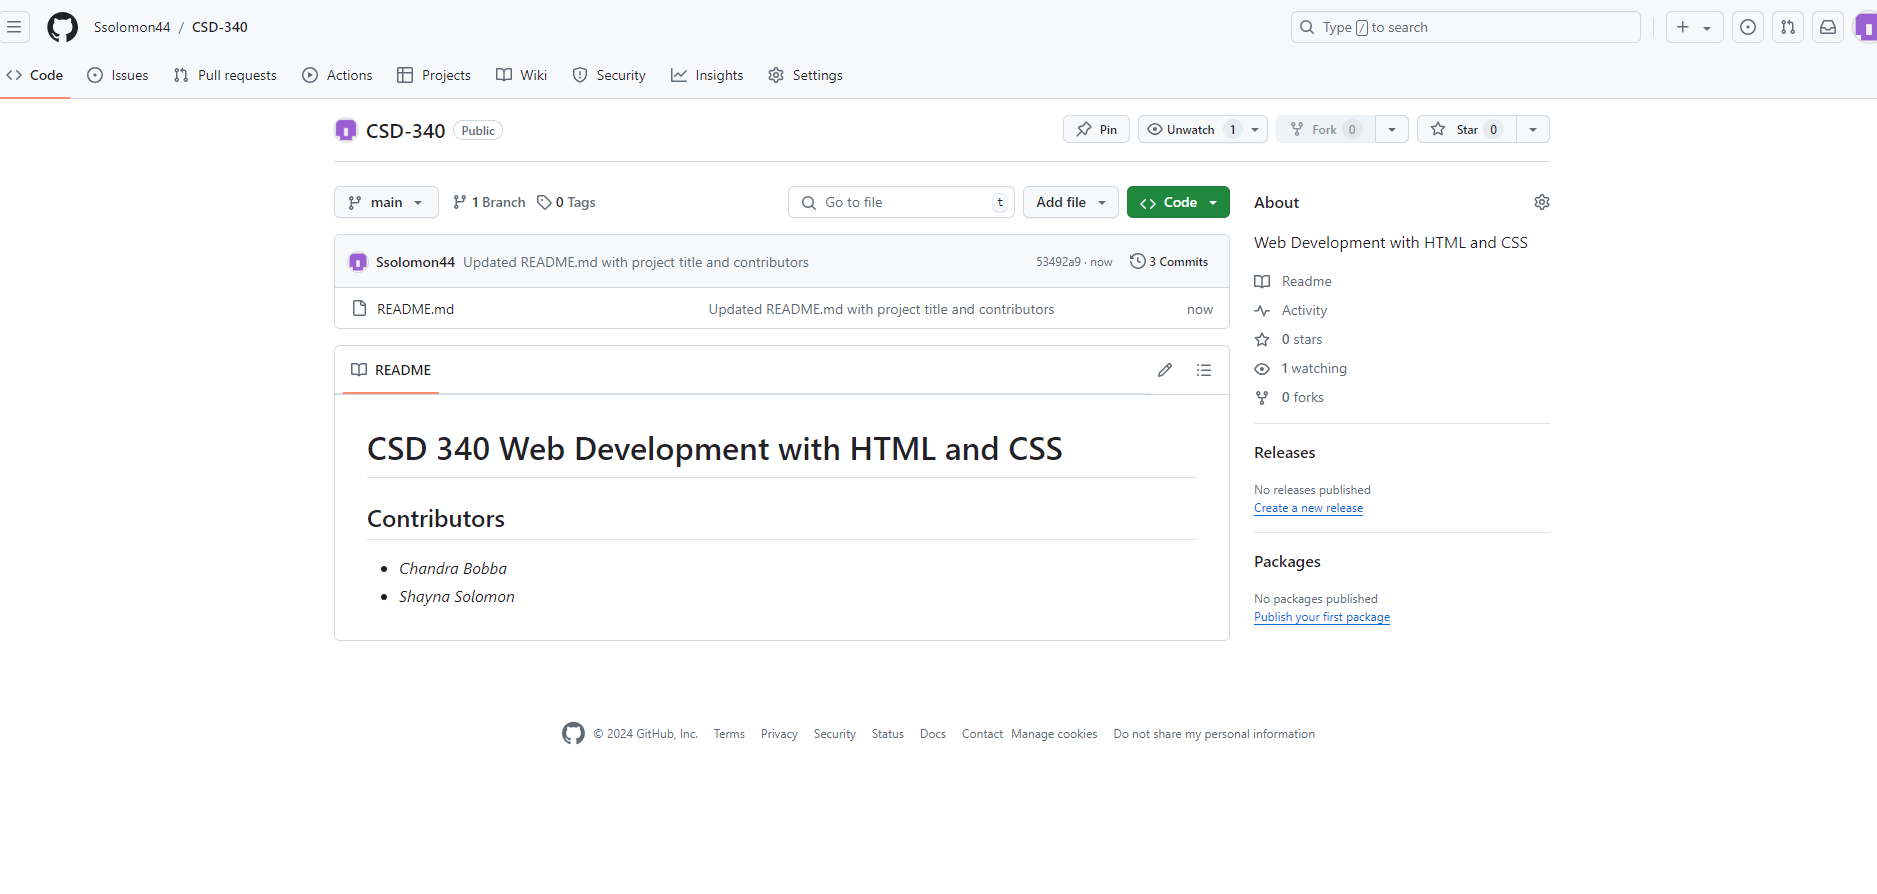 Ssolomon44 / CSD-340
Type / to search
Code Issues Pull requests Actions Projects Wiki Security Insights Settings
CSD-340 Public
Pin Unwatch 1 Fork 0 Star 0
main 1 Branch 0 Tags Go to file t Add file Code
Ssolomon44 Updated README.md with project title and contributors 53492a9 · now 3 Commits
README.md Updated README.md with project title and contributors now
README
CSD 340 Web Development with HTML and CSS
Contributors
• Chandra Bobba
• Shayna Solomon
About
Web Development with HTML and CSS
Readme
Activity
0 stars
1 watching
0 forks
Releases
No releases published
Create a new release
Packages
No packages published
Publish your first package
© 2024 GitHub, Inc. Terms Privacy Security Status Docs Contact Manage cookies Do not share my personal information